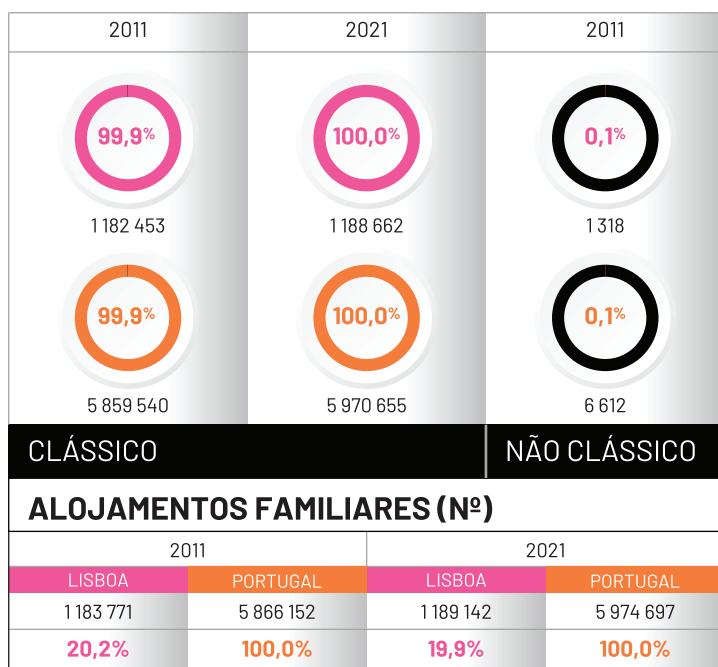 2011 2021 2011
99,9% 100,0% 0,1%
1 182 453 1 188 662 1 318
99,9% 100,0% 0,1%
5 859 540 5 970 655 6 612
CLÁSSICO NÃO CLÁSSICO
ALOJAMENTOS FAMILIARES (Nº)
2011 2021
LISBOA PORTUGAL LISBOA PORTUGAL
1 183 771 5 866 152 1 189 142 5 974 697
20,2% 100,0% 19,9% 100,0%